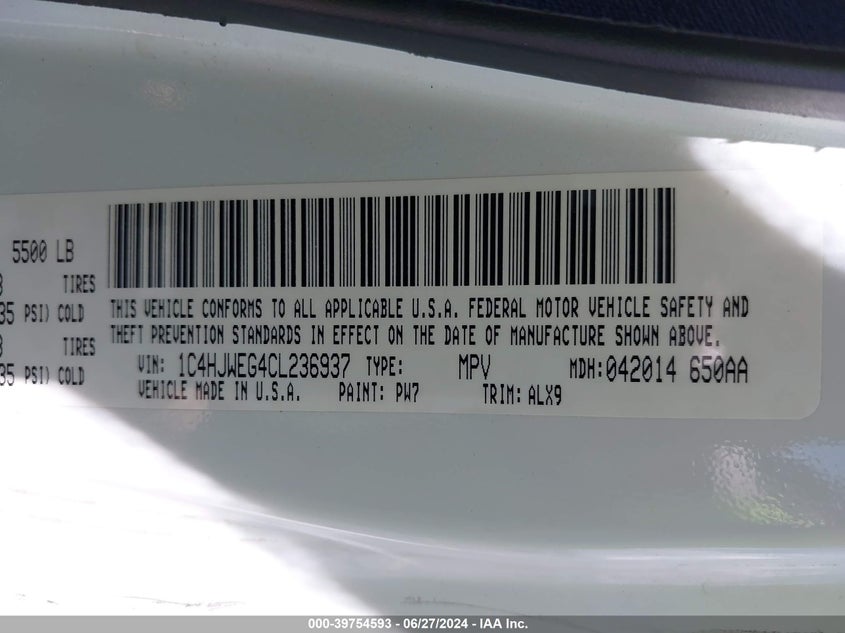 5500 LB
TIRES
35 PSI) COLD
TIRES
35 PSI) COLD
THIS VEHICLE CONFORMS TO ALL APPLICABLE U.S.A. FEDERAL MOTOR VEHICLE SAFETY AND
THEFT PREVENTION STANDARDS IN EFFECT ON THE DATE OF MANUFACTURE SHOWN ABOVE.
VIN: 1C4HJWEG4CL236937 TYPE: MPV MDH: 042014 650AA
VEHICLE MADE IN U.S.A. PAINT: PW7 TRIM: ALX9
000-39754593 - 06/27/2024 - IAA Inc.